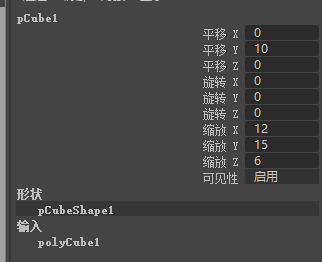 pCube1
平移 X 0
平移 Y 10
平移 Z 0
旋转 X 0
旋转 Y 0
旋转 Z 0
缩放 X 12
缩放 Y 15
缩放 Z 6
可见性 启用
形状
pCubeShape1
输入
polyCube1